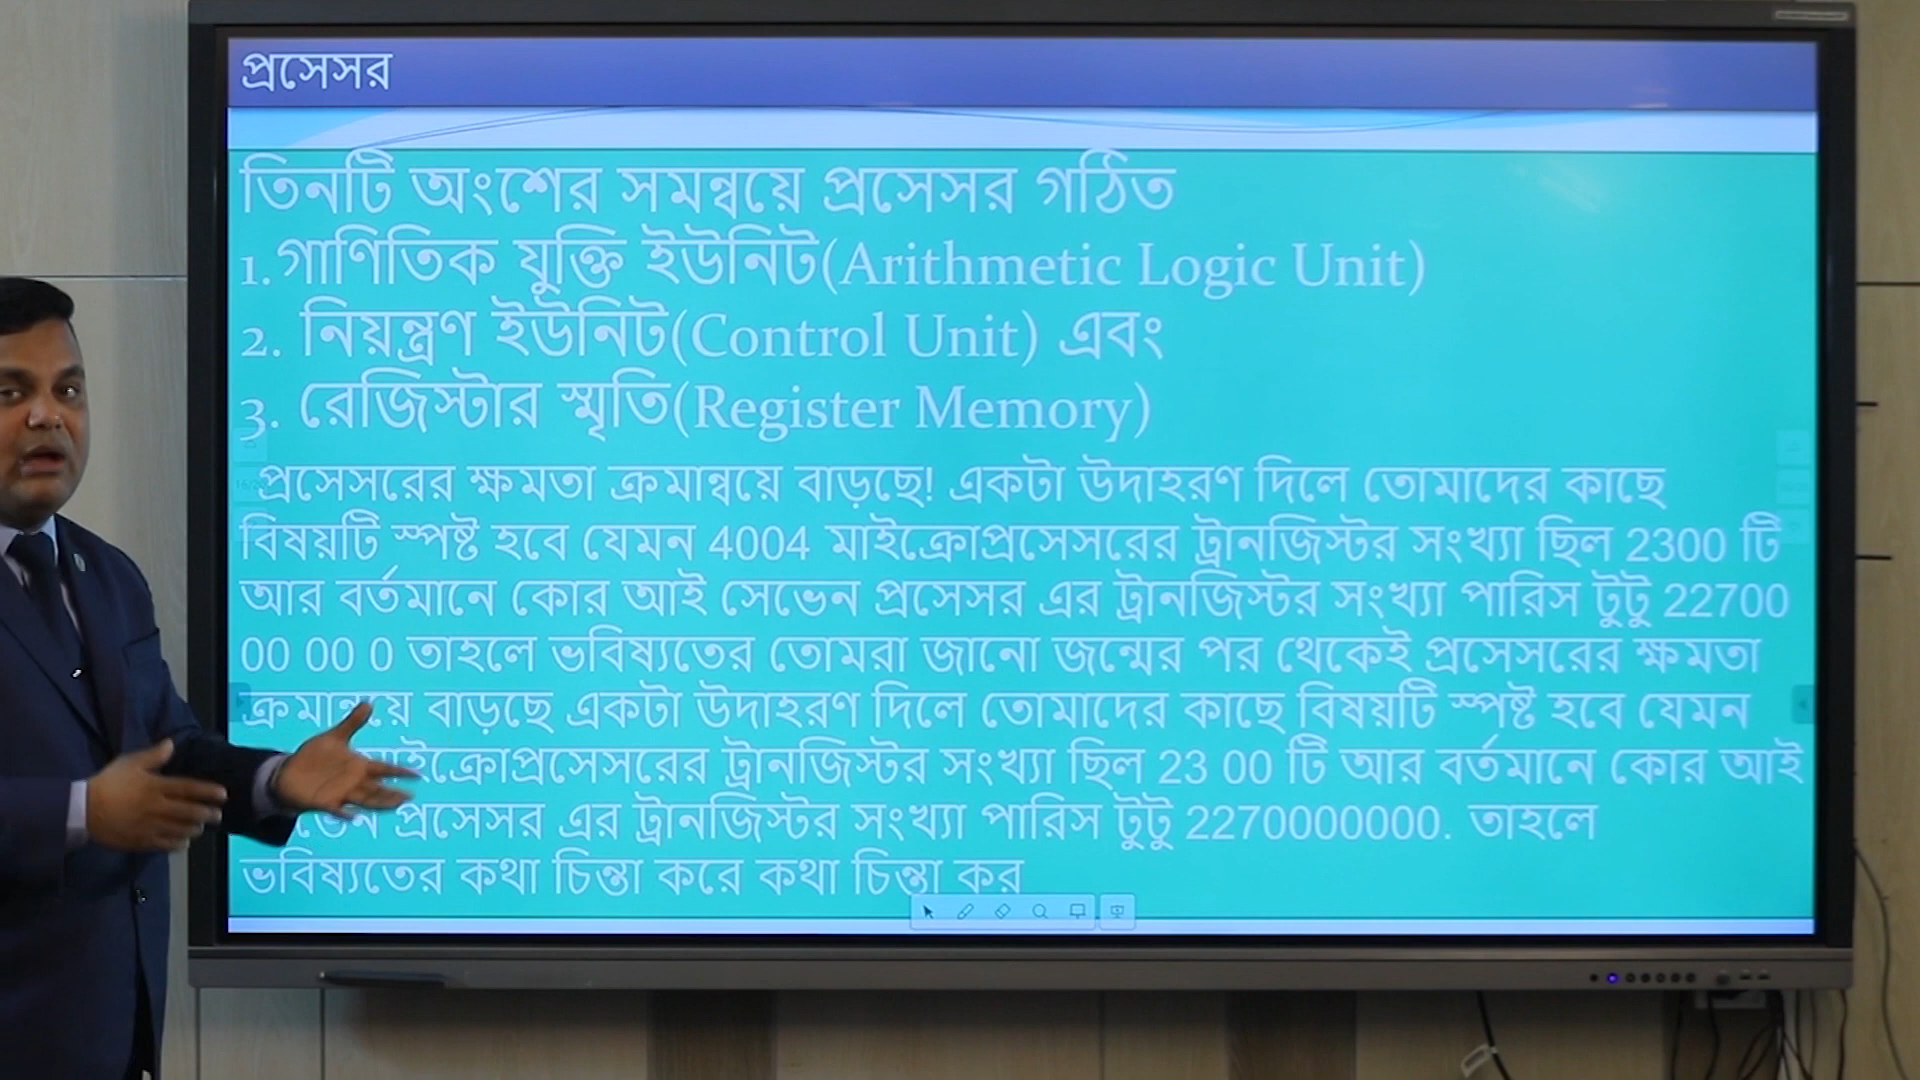 প্রসেসর
তিনটি অংশের সমন্বয়ে প্রসেসর গঠিত
1.গাণিতিক যুক্তি ইউনিট(Arithmetic Logic Unit)
2. নিয়ন্ত্রণ ইউনিট(Control Unit) এবং
3. রেজিস্টার স্মৃতি(Register Memory)
প্রসেসরের ক্ষমতা ক্রমান্বয়ে বাড়ছে! একটা উদাহরণ দিলে তোমাদের কাছে
বিষয়টি স্পষ্ট হবে যেমন 4004 মাইক্রোপ্রসেসরের ট্রানজিস্টর সংখ্যা ছিল 2300 টি
আর বর্তমানে কোর আই সেভেন প্রসেসর এর ট্রানজিস্টর সংখ্যা পারিস টুটু 22700
00 00 0 তাহলে ভবিষ্যতের তোমরা জানো জন্মের পর থেকেই প্রসেসরের ক্ষমতা
ক্রমান্বয়ে বাড়ছে একটা উদাহরণ দিলে তোমাদের কাছে বিষয়টি স্পষ্ট হবে যেমন
মাইক্রোপ্রসেসরের ট্রানজিস্টর সংখ্যা ছিল 23 00 টি আর বর্তমানে কোর আই
প্রসেসর এর ট্রানজিস্টর সংখ্যা পারিস টুটু 2270000000. তাহলে
ভবিষ্যতের কথা চিন্তা করে কথা চিন্তা কর